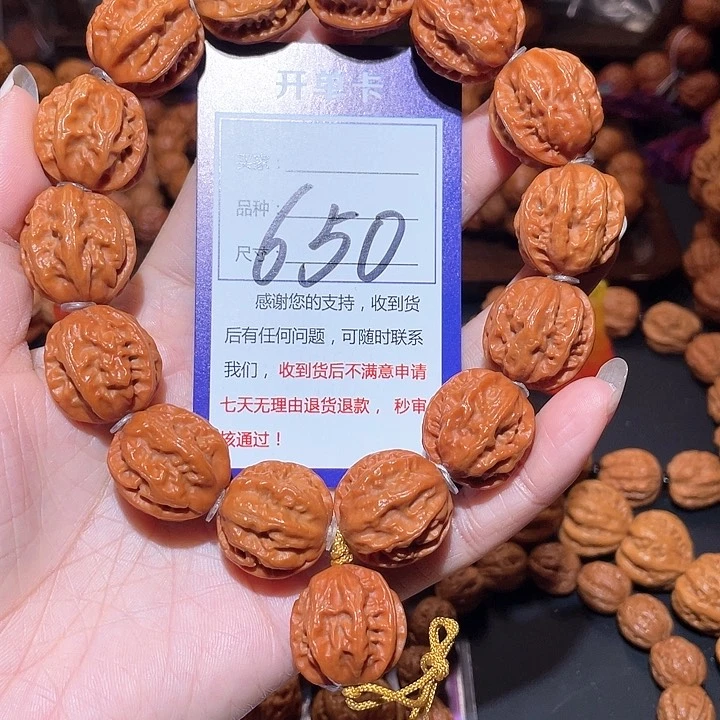 开单卡
品种：
尺寸
650
感谢您的支持，收到货
后有任何问题，可随时联系
我们，收到货后不满意申请
七天无理由退货退款，秒审
核通过！